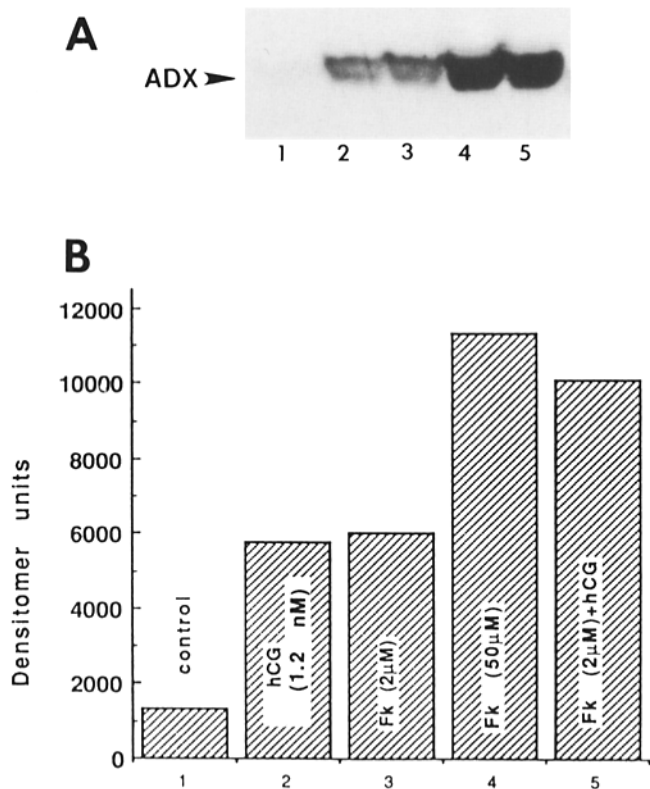 A
ADX
1 2 3 4 5
B
Densitomer units
12000
10000
8000
6000
4000
2000
0
control
hCG
(1.2 nM)
Fk (2μM)
Fk (50μM)
Fk (2μM)+hCG
1 2 3 4 5